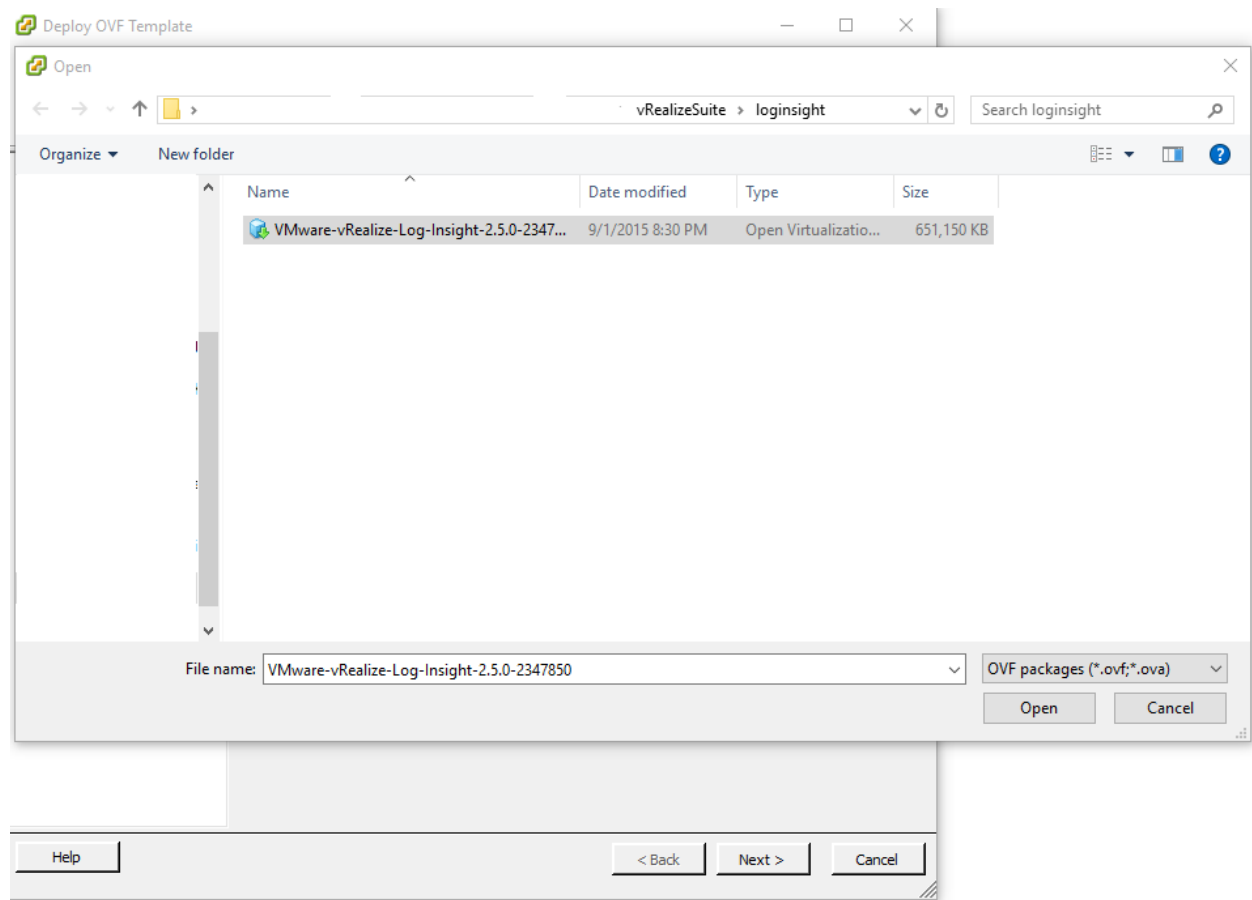 Deploy OVF Template
Open
vRealizeSuite > loginsight
Search loginsight
Organize
New folder
Name
Date modified
Type
Size
VMware-vRealize-Log-Insight-2.5.0-2347...
9/1/2015 8:30 PM
Open Virtualizatio...
651,150 KB
File name:
VMware-vRealize-Log-Insight-2.5.0-2347850
OVF packages (*.ovf;*.ova)
Open
Cancel
Help
< Back
Next >
Cancel